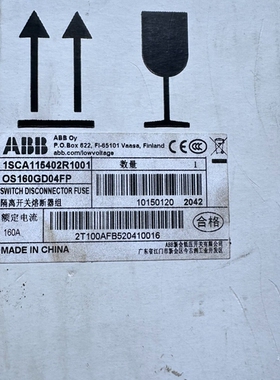 ABB
ABB Oy
P.O.Box 622, FI-65101 Vaasa, Finland
abb.com/lowvoltage
1SCA115402R1001
数量 1
OS160GD04FP
SWITCH DISCONNECTOR FUSE
隔离开关熔断器组
10150120 2042
额定电流
160A
合格
2T100AFB520410016
MADE IN CHINA